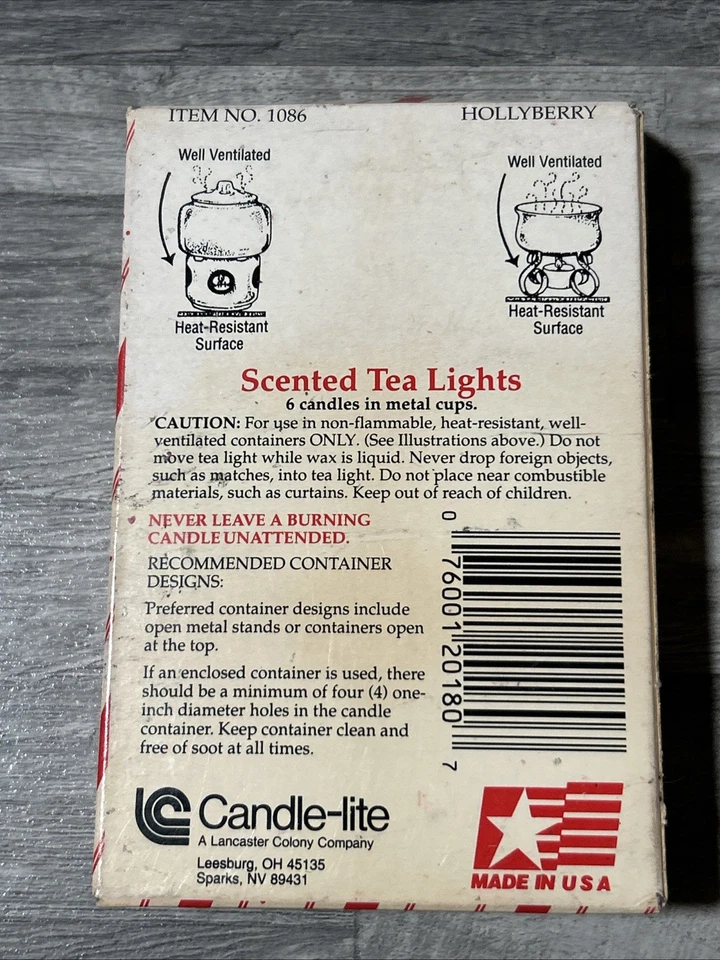 ITEM NO. 1086
HOLLYBERRY
Well Ventilated
Heat-Resistant
Surface
Well Ventilated
Heat-Resistant
Surface
Scented Tea Lights
6 candles in metal cups.
CAUTION: For use in non-flammable, heat-resistant, well-
ventilated containers ONLY. (See Illustrations above.) Do not
move tea light while wax is liquid. Never drop foreign objects,
such as matches, into tea light. Do not place near combustible
materials, such as curtains. Keep out of reach of children.
NEVER LEAVE A BURNING
CANDLE UNATTENDED.
RECOMMENDED CONTAINER
DESIGNS:
Preferred container designs include
open metal stands or containers open
at the top.
If an enclosed container is used, there
should be a minimum of four (4) one-
inch diameter holes in the candle
container. Keep container clean and
free of soot at all times.
0 76001 20180 7
Candle-lite
A Lancaster Colony Company
Leesburg, OH 45135
Sparks, NV 89431
MADE IN USA